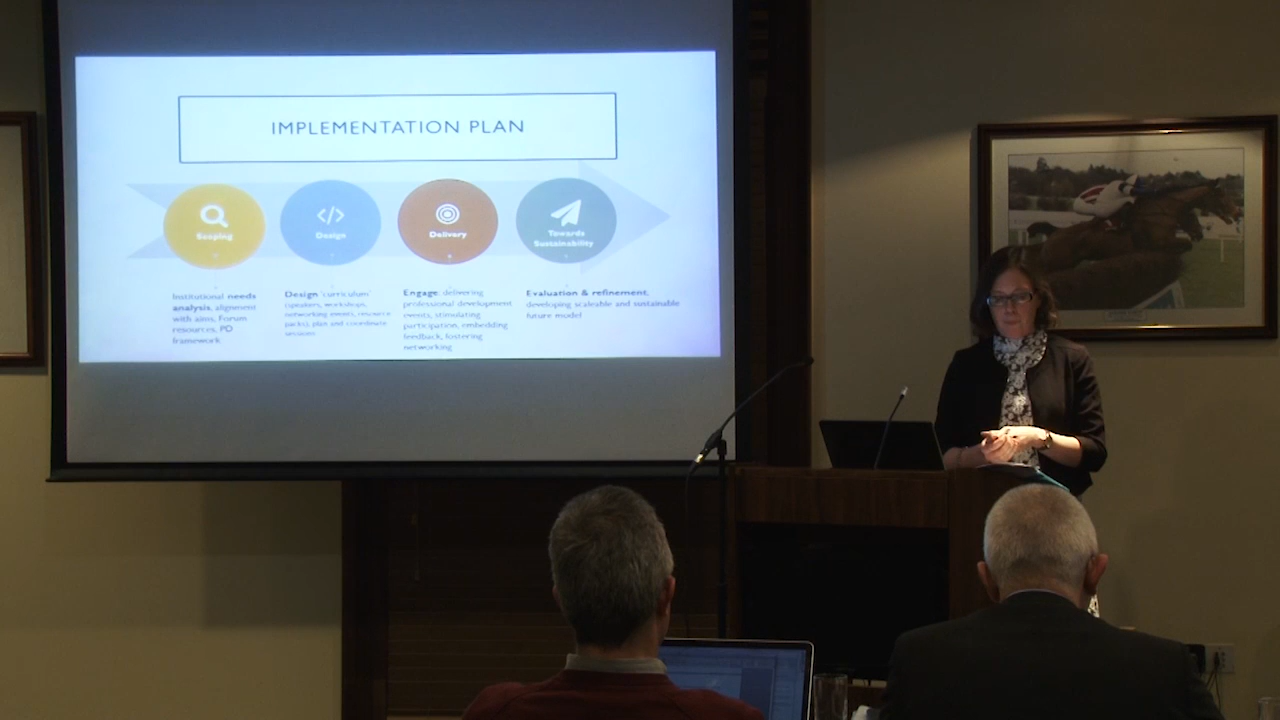 IMPLEMENTATION PLAN
Scoping
Design
Delivery
Towards
Sustainability
Institutional needs
analysis, alignment
with aims, Forum
resources, PD
framework
Design 'curriculum'
(speakers, workshops,
networking events, resource
packs), plan and coordinate
sessions
Engage: delivering
professional development
events, stimulating
participation, embedding
feedback, fostering
networking
Evaluation & refinement,
developing scaleable and sustainable
future model